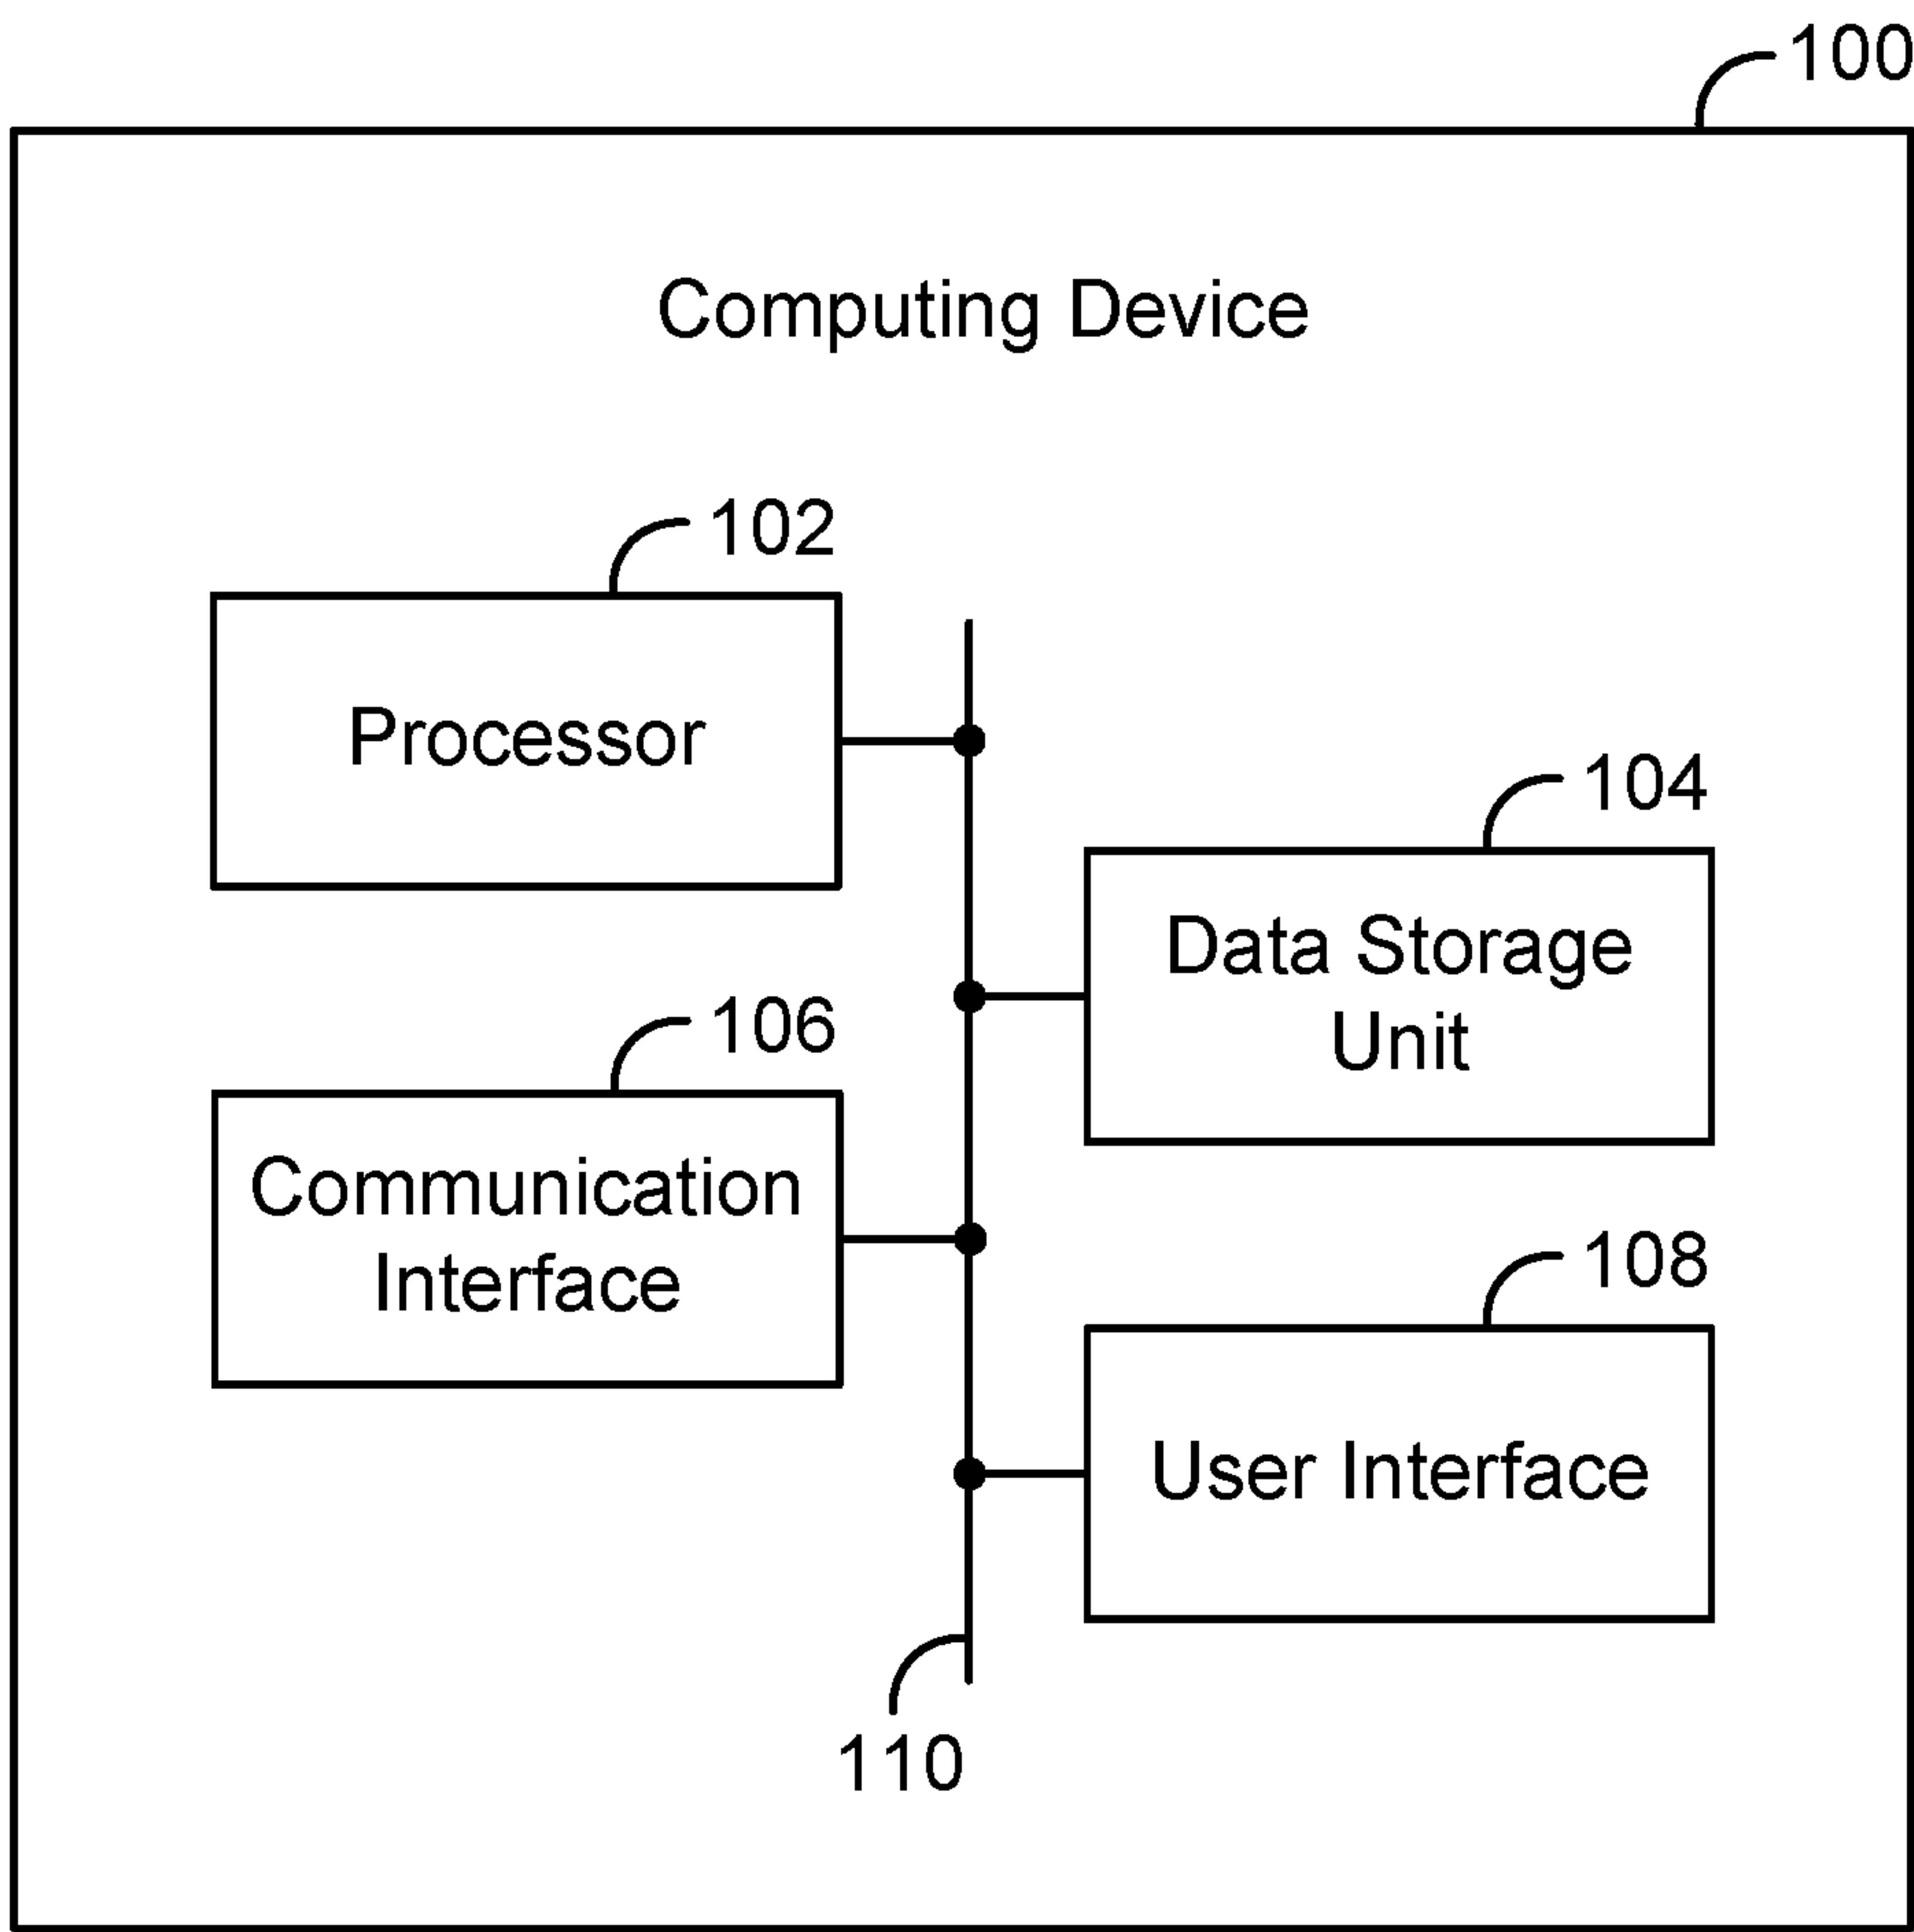 100
Computing Device
102
Processor
104
Data Storage
Unit
106
Communication
Interface
108
User Interface
110